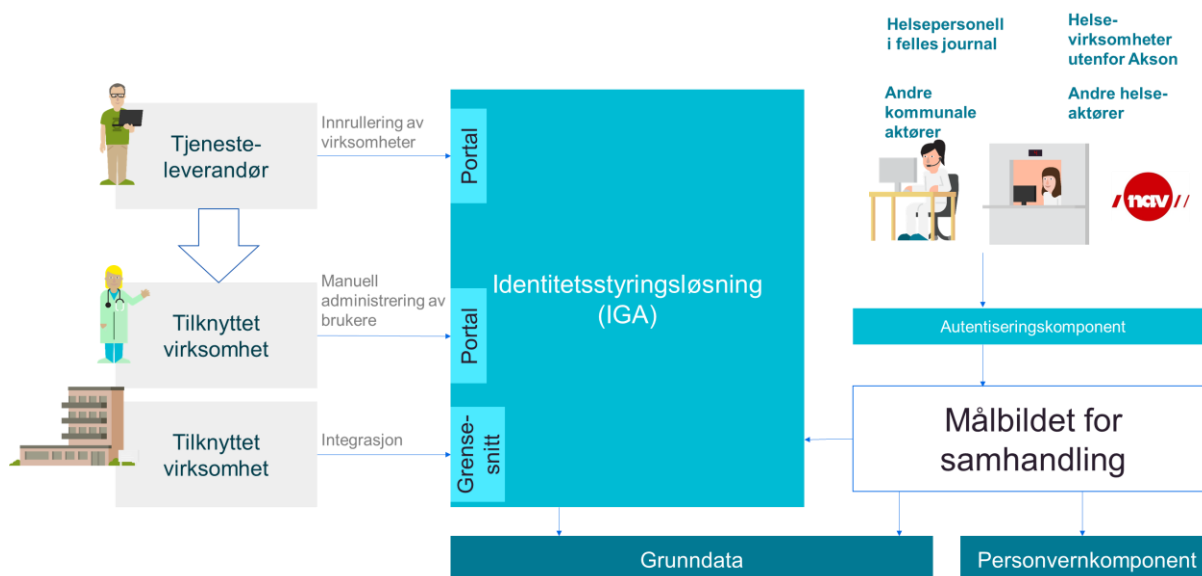 Tjeneste-
leverandør
Innrullering av
virksomheter
Portal
Tilknyttet
virksomhet
Manuell
administrering av
brukere
Portal
Tilknyttet
virksomhet
Integrasjon
Grense-
snitt
Identitetsstyringsløsning
(IGA)
Helsepersonell
i felles journal
Helse-
virksomheter
utenfor Akson
Andre
kommunale
aktører
Andre helse-
aktører
nav
Autentiseringskomponent
Målbildet for
samhandling
Grunndata
Personvernkomponent